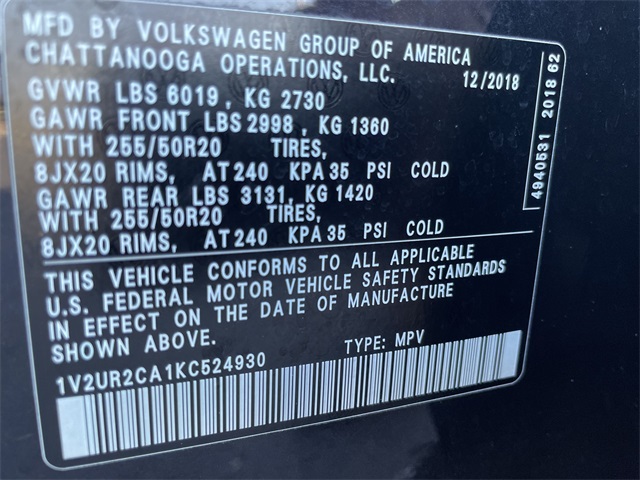 MFD BY VOLKSWAGEN GROUP OF AMERICA
CHATTANOOGA OPERATIONS, LLC. 12/2018
GVWR LBS 6019, KG 2730
GAWR FRONT LBS 2998, KG 1360
WITH 255/50R20 TIRES,
8JX20 RIMS, AT 240 KPA 35 PSI COLD
GAWR REAR LBS 3131, KG 1420
WITH 255/50R20 TIRES,
8JX20 RIMS, AT 240 KPA 35 PSI COLD
THIS VEHICLE CONFORMS TO ALL APPLICABLE
U.S. FEDERAL MOTOR VEHICLE SAFETY STANDARDS
IN EFFECT ON THE DATE OF MANUFACTURE
SHOWN ABOVE.
TYPE: MPV
1V2UR2CA1KC524930
4940531 2018 62